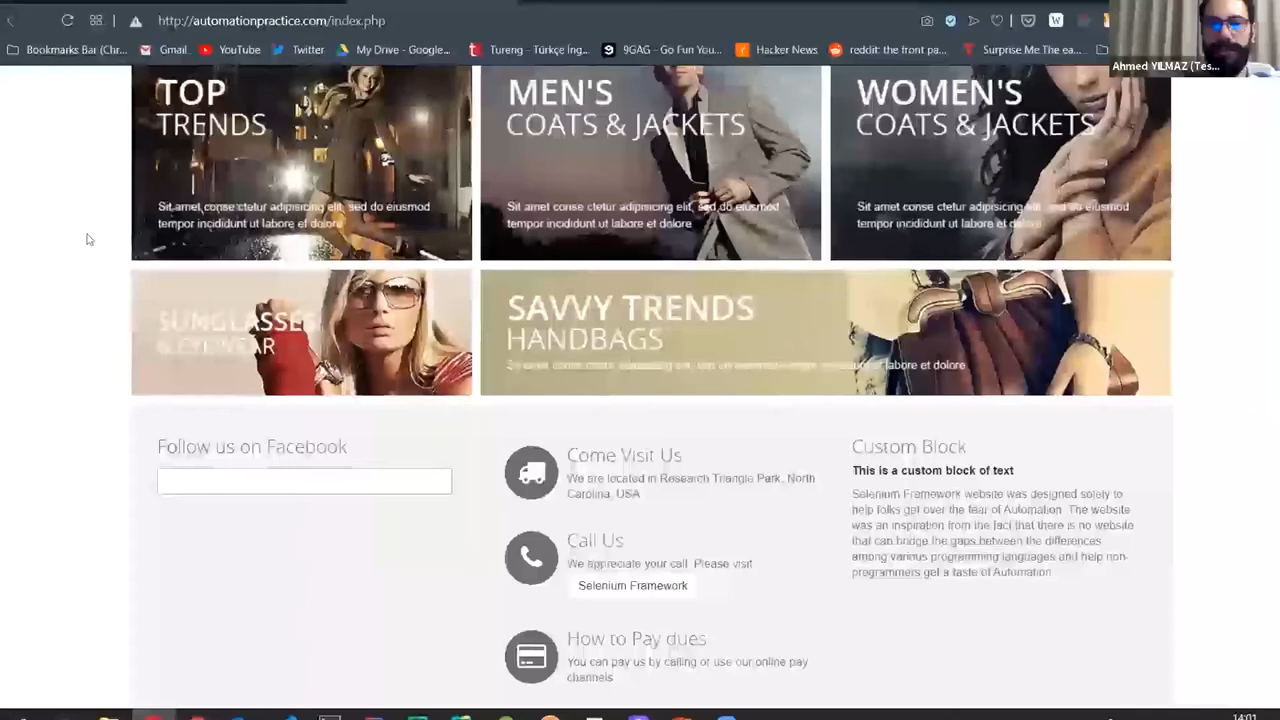 http://automationpractice.com/index.php
Bookmarks Bar (Chr... Gmail YouTube Twitter My Drive - Google... Tureng - Türkçe İng... 9GAG - Go Fun You... Hacker News reddit: the front pa... Surprise Me The ea...
Ahmed YILMAZ (Tes...
TOP
TRENDS
Sit amet conse ctetur adipisicing elit, sed do eiusmod
tempor incididunt ut labore et dolore
MEN'S
COATS & JACKETS
Sit amet conse ctetur adipisicing elit, sed do eiusmod
tempor incididunt ut labore et dolore
WOMEN'S
COATS & JACKETS
Sit amet conse ctetur adipisicing elit, sed do eiusmod
tempor incididunt ut labore et dolore
SUNGLASSES
& EYEWEAR
SAVVY TRENDS
HANDBAGS
labore et dolore
Follow us on Facebook
Come Visit Us
We are located in Research Triangle Park, North
Carolina, USA
Call Us
We appreciate your call. Please visit
Selenium Framework
How to Pay dues
You can pay us by calling or use our online pay
channels
Custom Block
This is a custom block of text
Selenium Framework website was designed solely to
help folks get over the fear of Automation. The website
was an inspiration from the fact that there is no website
that can bridge the gaps between the differences
among various programming languages and help non-
programmers get a taste of Automation
14:01